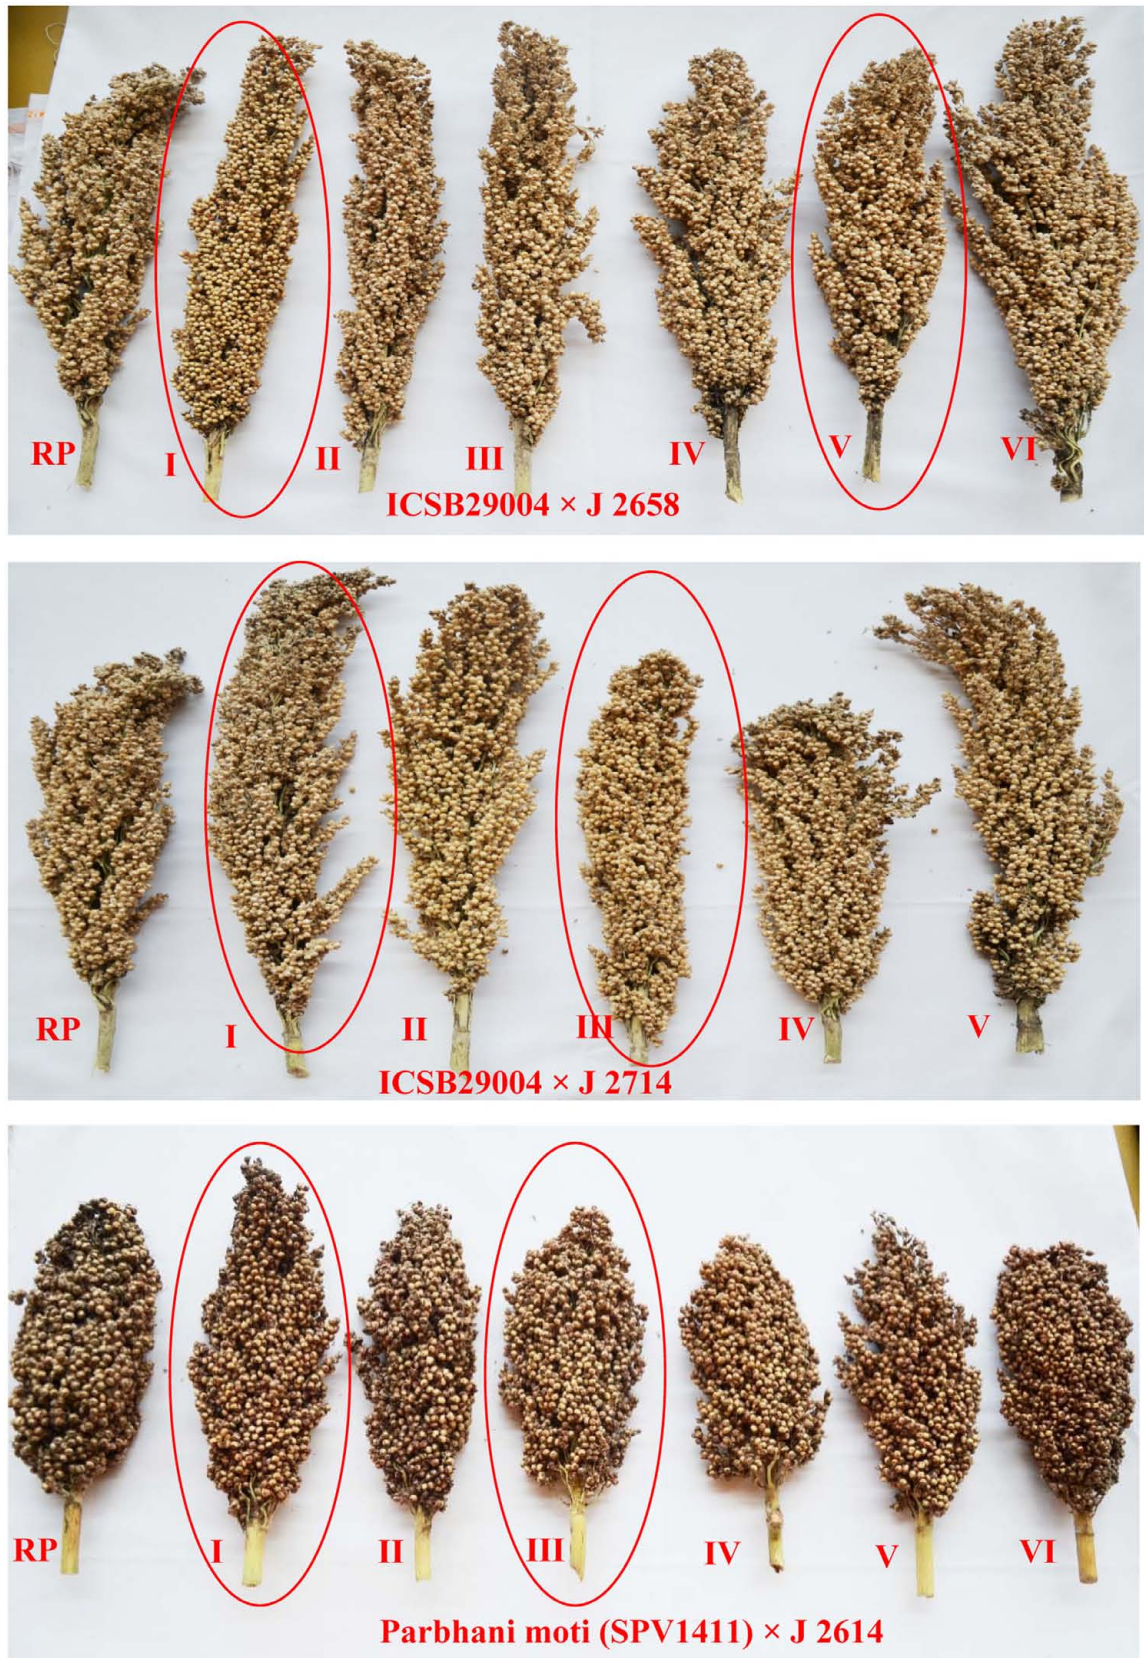 RP I II III IV V VI
ICSB29004 × J 2658
RP I II III IV V
ICSB29004 × J 2714
RP I II III IV V VI
Parbhani moti (SPV1411) × J 2614